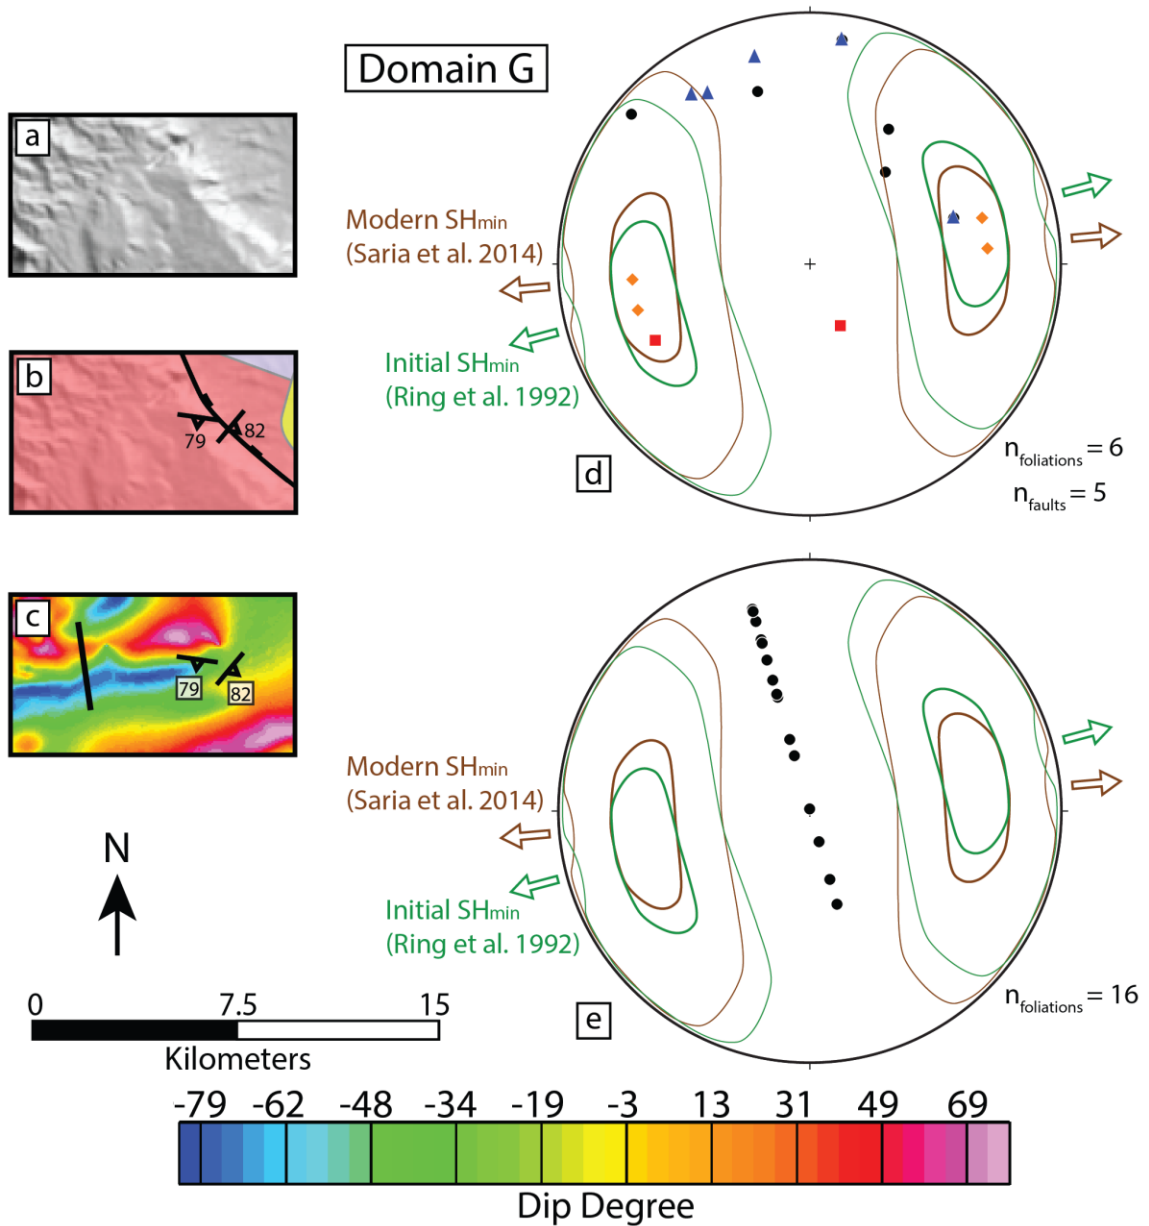 Domain G
a
b
79
82
c
79
82
Modern SHmin
(Saria et al. 2014)
Initial SHmin
(Ring et al. 1992)
d
nfoliations = 6
nfaults = 5
Modern SHmin
(Saria et al. 2014)
Initial SHmin
(Ring et al. 1992)
e
nfoliations = 16
N
0 7.5 15
Kilometers
-79 -62 -48 -34 -19 -3 13 31 49 69
Dip Degree